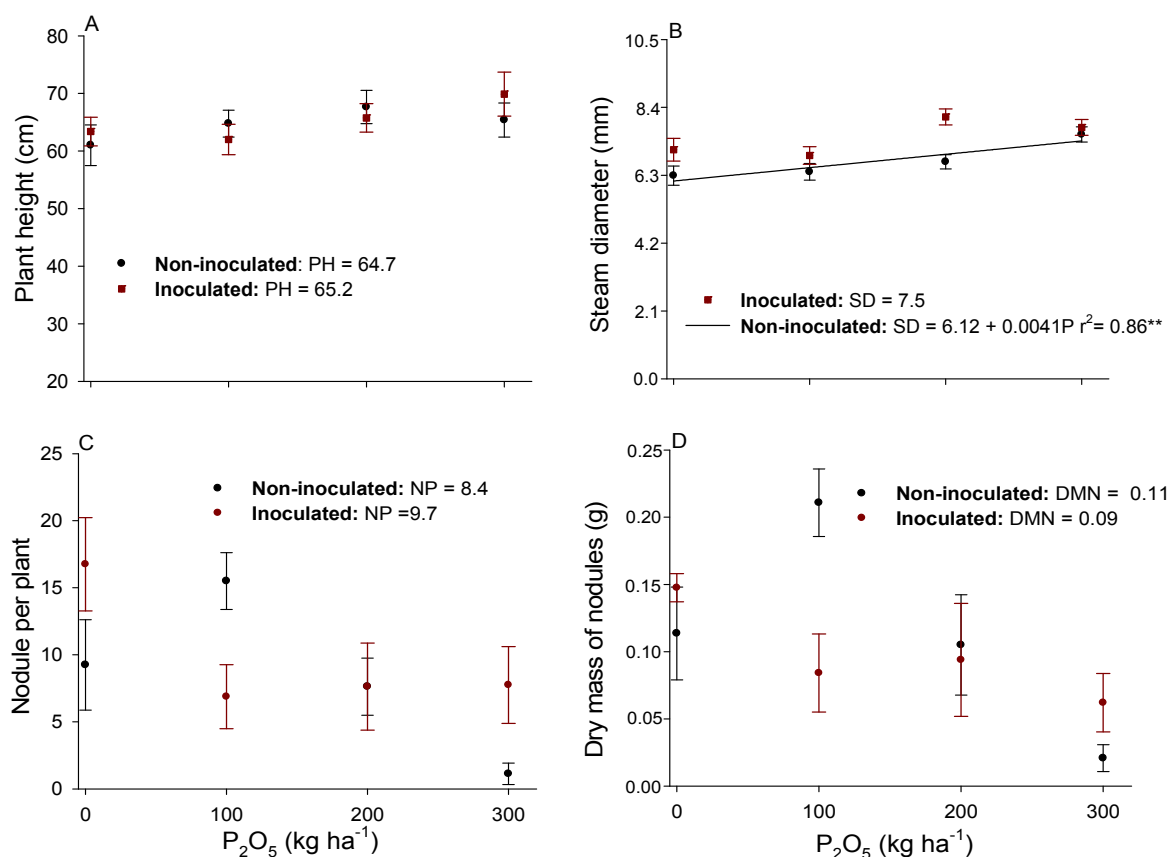 A
80
70
60
50
40
30
20
Plant height (cm)
Non-inoculated: PH = 64.7
Inoculated: PH = 65.2
B
10.5
8.4
6.3
4.2
2.1
0.0
Steam diameter (mm)
Inoculated: SD = 7.5
Non-inoculated: SD = 6.12 + 0.0041P r²= 0.86**
C
25
20
15
10
5
0
Nodule per plant
Non-inoculated: NP = 8.4
Inoculated: NP =9.7
0 100 200 300
P₂O₅ (kg ha⁻¹)
D
0.25
0.20
0.15
0.10
0.05
0.00
Dry mass of nodules (g)
Non-inoculated: DMN = 0.11
Inoculated: DMN = 0.09
0 100 200 300
P₂O₅ (kg ha⁻¹)